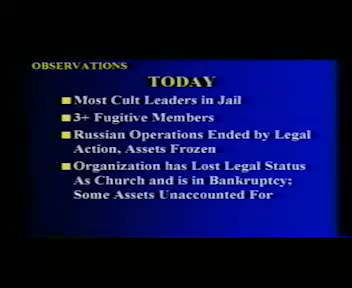 OBSERVATIONS
TODAY
Most Cult Leaders in Jail
3+ Fugitive Members
Russian Operations Ended by Legal
Action, Assets Frozen
Organization has Lost Legal Status
As Church and is in Bankruptcy;
Some Assets Unaccounted For